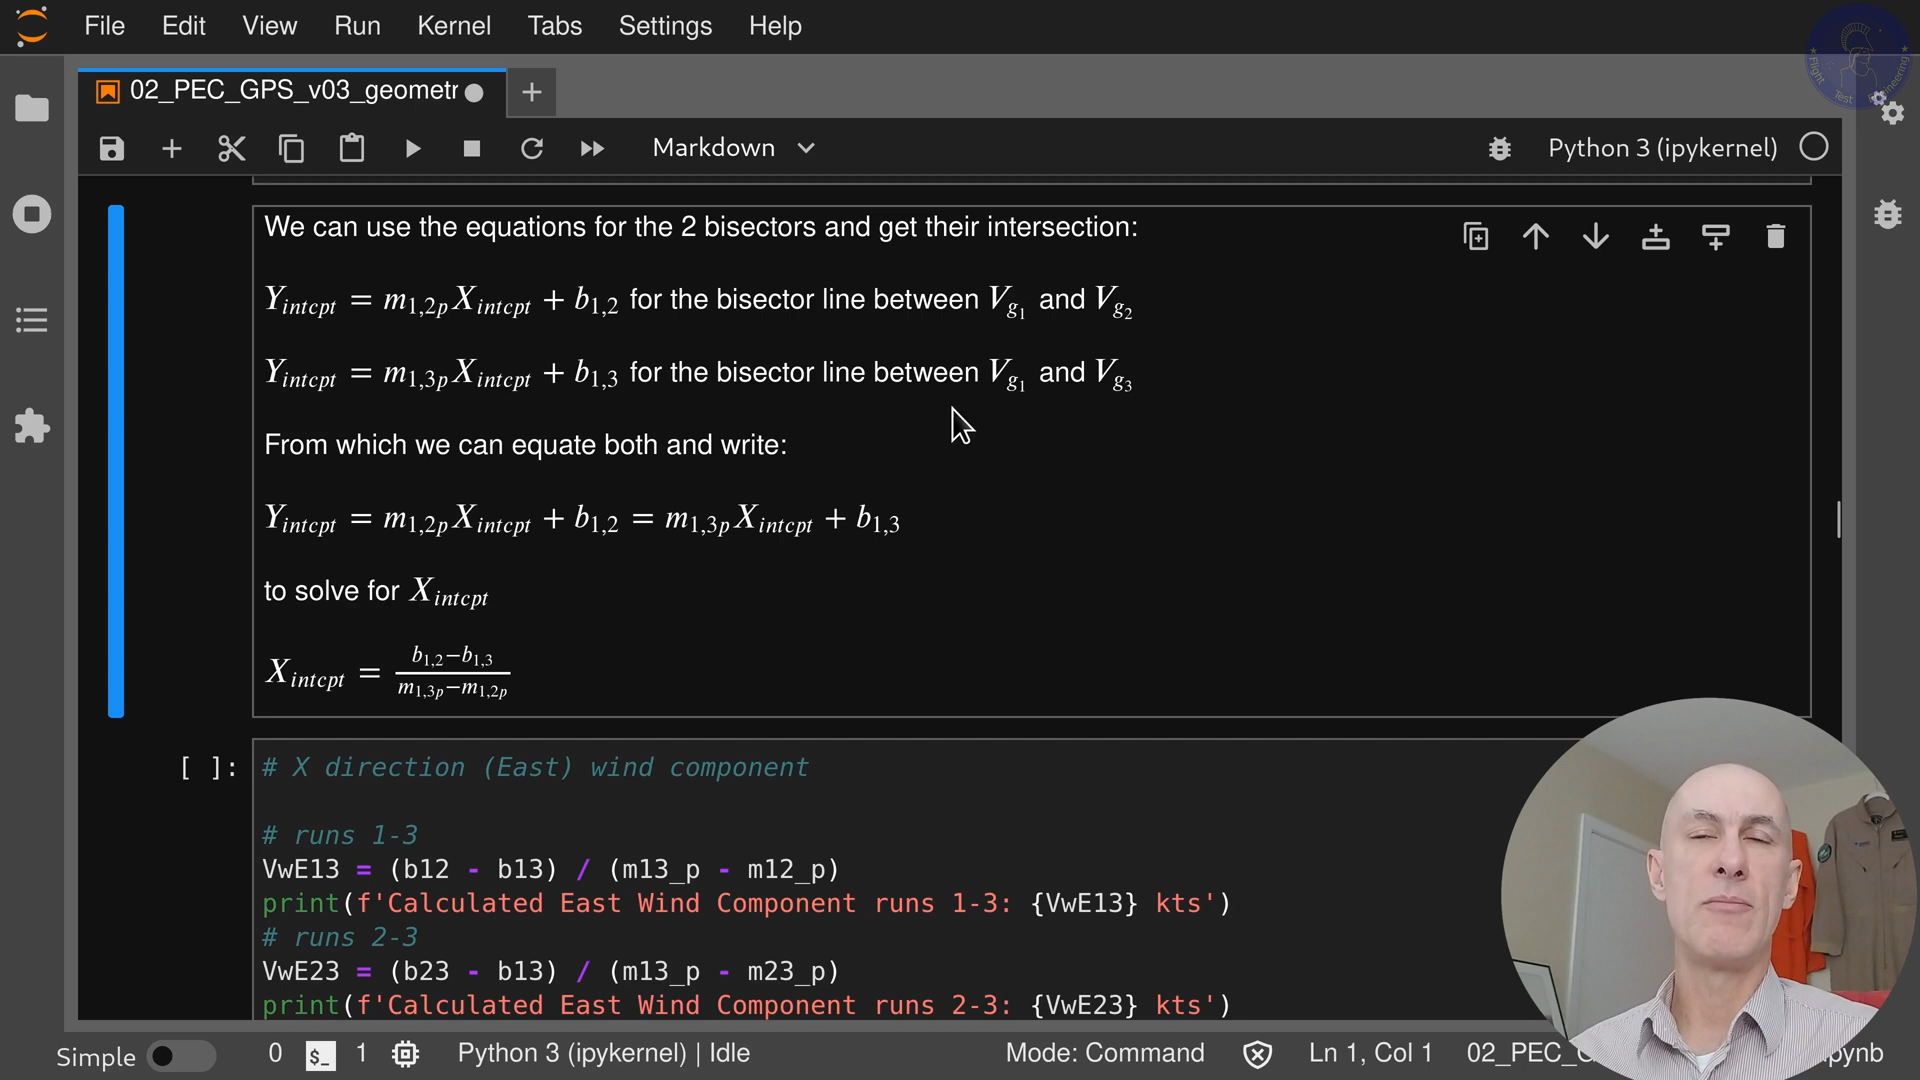 File Edit View Run Kernel Tabs Settings Help
02_PEC_GPS_v03_geometr
Markdown
Python 3 (ipykernel)
Flight Test Engineering
We can use the equations for the 2 bisectors and get their intersection:
Y_intcpt = m_1,2p X_intcpt + b_1,2 for the bisector line between V_g1 and V_g2
Y_intcpt = m_1,3p X_intcpt + b_1,3 for the bisector line between V_g1 and V_g3
From which we can equate both and write:
Y_intcpt = m_1,2p X_intcpt + b_1,2 = m_1,3p X_intcpt + b_1,3
to solve for X_intcpt
X_intcpt = (b_1,2 − b_1,3) / (m_1,3p − m_1,2p)
[ ]: # X direction (East) wind component
# runs 1-3
VwE13 = (b12 - b13) / (m13_p - m12_p)
print(f'Calculated East Wind Component runs 1-3: {VwE13} kts')
# runs 2-3
VwE23 = (b23 - b13) / (m13_p - m23_p)
print(f'Calculated East Wind Component runs 2-3: {VwE23} kts')
Simple 0 $_ 1 Python 3 (ipykernel) | Idle Mode: Command Ln 1, Col 1 02_PEC_ pynb